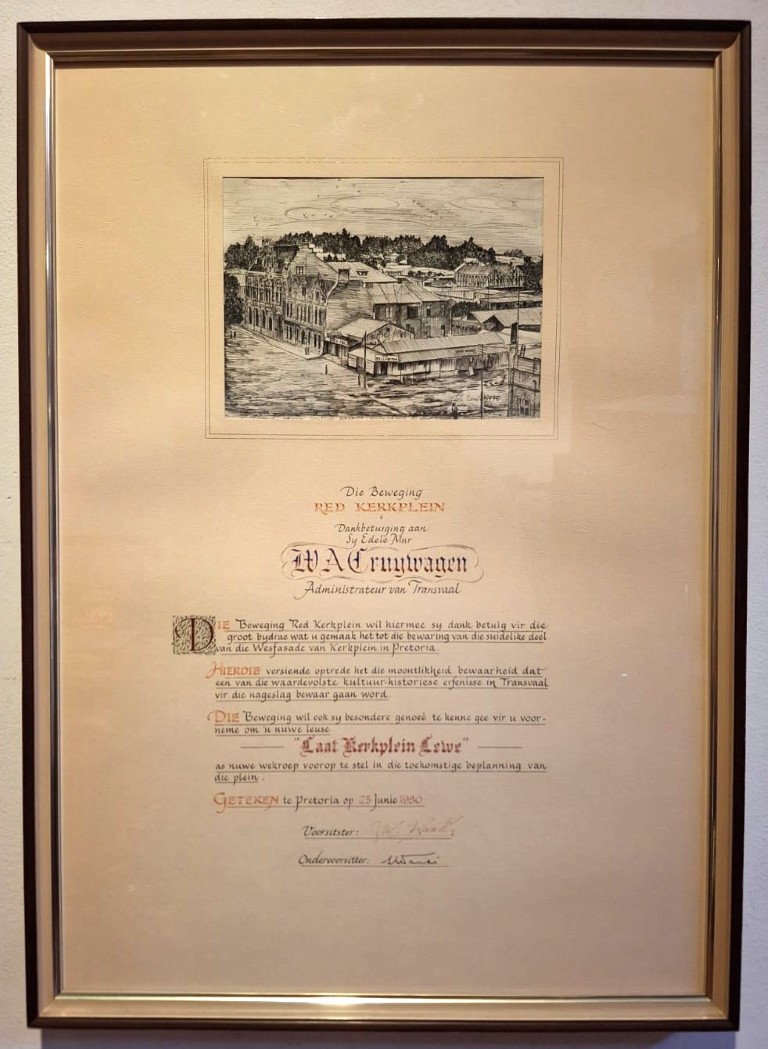 Die Beweging
RED KERKPLEIN
Dankbetuiging aan
Sy Edele Mnr
W A Cruywagen
Administrateur van Transvaal
DIE Beweging Red Kerkplein wil hiermee sy dank betuig vir die
groot bydrae wat u gemaak het tot die bewaring van die suidelike deel
van die Wesfasade van Kerkplein in Pretoria.
HIERDIE versiende optrede het die moontlikheid bewaarheid dat
een van die waardevolste kultuur-historiese erfenisse in Transvaal
vir die nageslag bewaar gaan word.
DIE Beweging wil ook sy besondere genoeë te kenne gee vir u voor-
neme om 'n nuwe leuse
"Laat Kerkplein Lewe"
as nuwe wekroep voorop te stel in die toekomstige beplanning van
die plein.
GETEKEN te Pretoria op 25 Junie 1980
Voorsitster:
Ondervoorsitter: